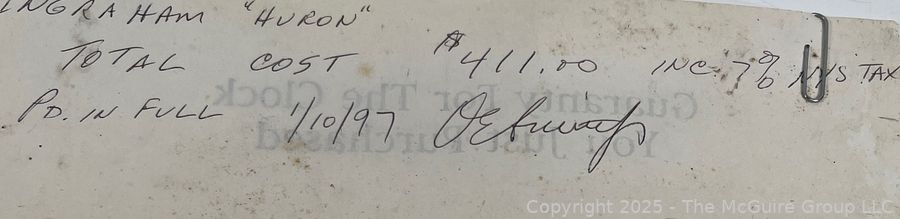 INGRAHAM "HURON"
TOTAL COST $411.00 INC. 7% NYS TAX
PD. IN FULL 1/10/97
Guaranty For The Clock
You Just Purchased
Copyright 2025 - The McGuire Group LLC